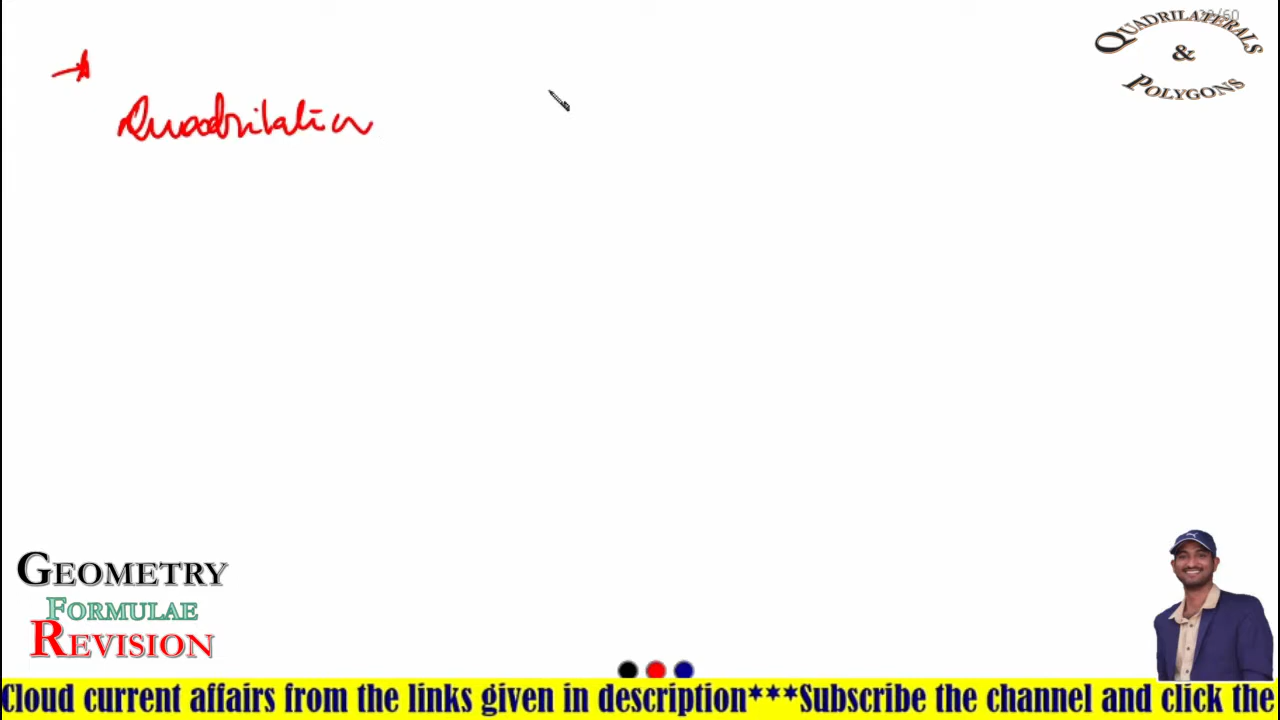 QUADRILATERALS
&
POLYGONS
GEOMETRY
FORMULAE
REVISION
Cloud current affairs from the links given in description***Subscribe the channel and click the